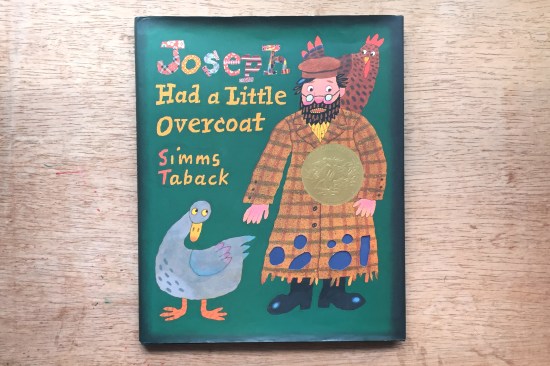 Joseph
Had a Little
Overcoat
Simms
Taback